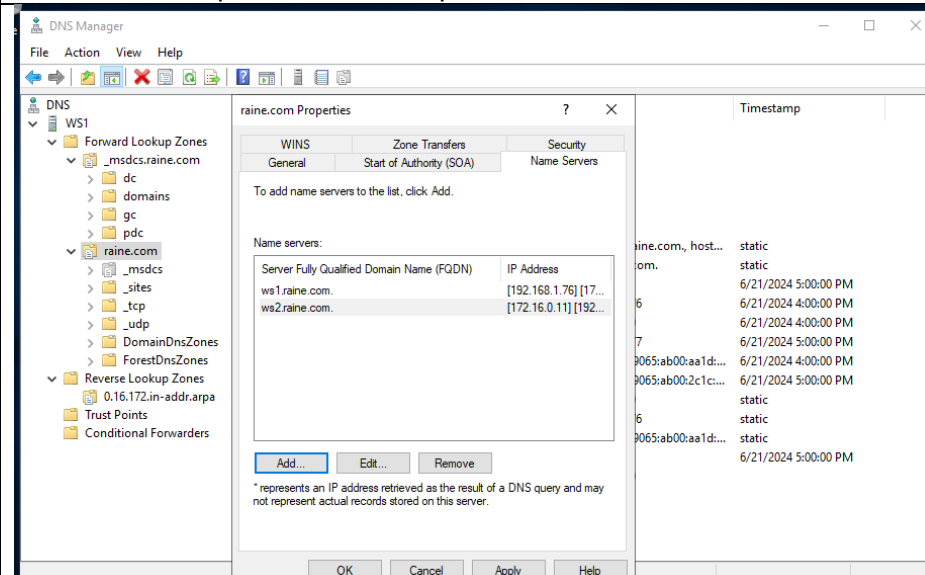 DNS Manager
File Action View Help
DNS
WS1
Forward Lookup Zones
_msdcs.raine.com
dc
domains
gc
pdc
raine.com
_msdcs
_sites
_tcp
_udp
DomainDnsZones
ForestDnsZones
Reverse Lookup Zones
0.16.172.in-addr.arpa
Trust Points
Conditional Forwarders
raine.com Properties ? ×
WINS Zone Transfers Security
General Start of Authority (SOA) Name Servers
To add name servers to the list, click Add.
Name servers:
Server Fully Qualified Domain Name (FQDN) IP Address
ws1.raine.com. [192.168.1.76] [17...
ws2.raine.com. [172.16.0.11] [192...
Add... Edit... Remove
* represents an IP address retrieved as the result of a DNS query and may
not represent actual records stored on this server.
OK Cancel Apply Help
Timestamp
aine.com., host... static
com. static
6/21/2024 5:00:00 PM
6 6/21/2024 4:00:00 PM
6/21/2024 4:00:00 PM
7 6/21/2024 5:00:00 PM
9065:ab00:aa1d:... 6/21/2024 4:00:00 PM
9065:ab00:2c1c:... 6/21/2024 5:00:00 PM
static
6 static
9065:ab00:aa1d:... static
6/21/2024 5:00:00 PM